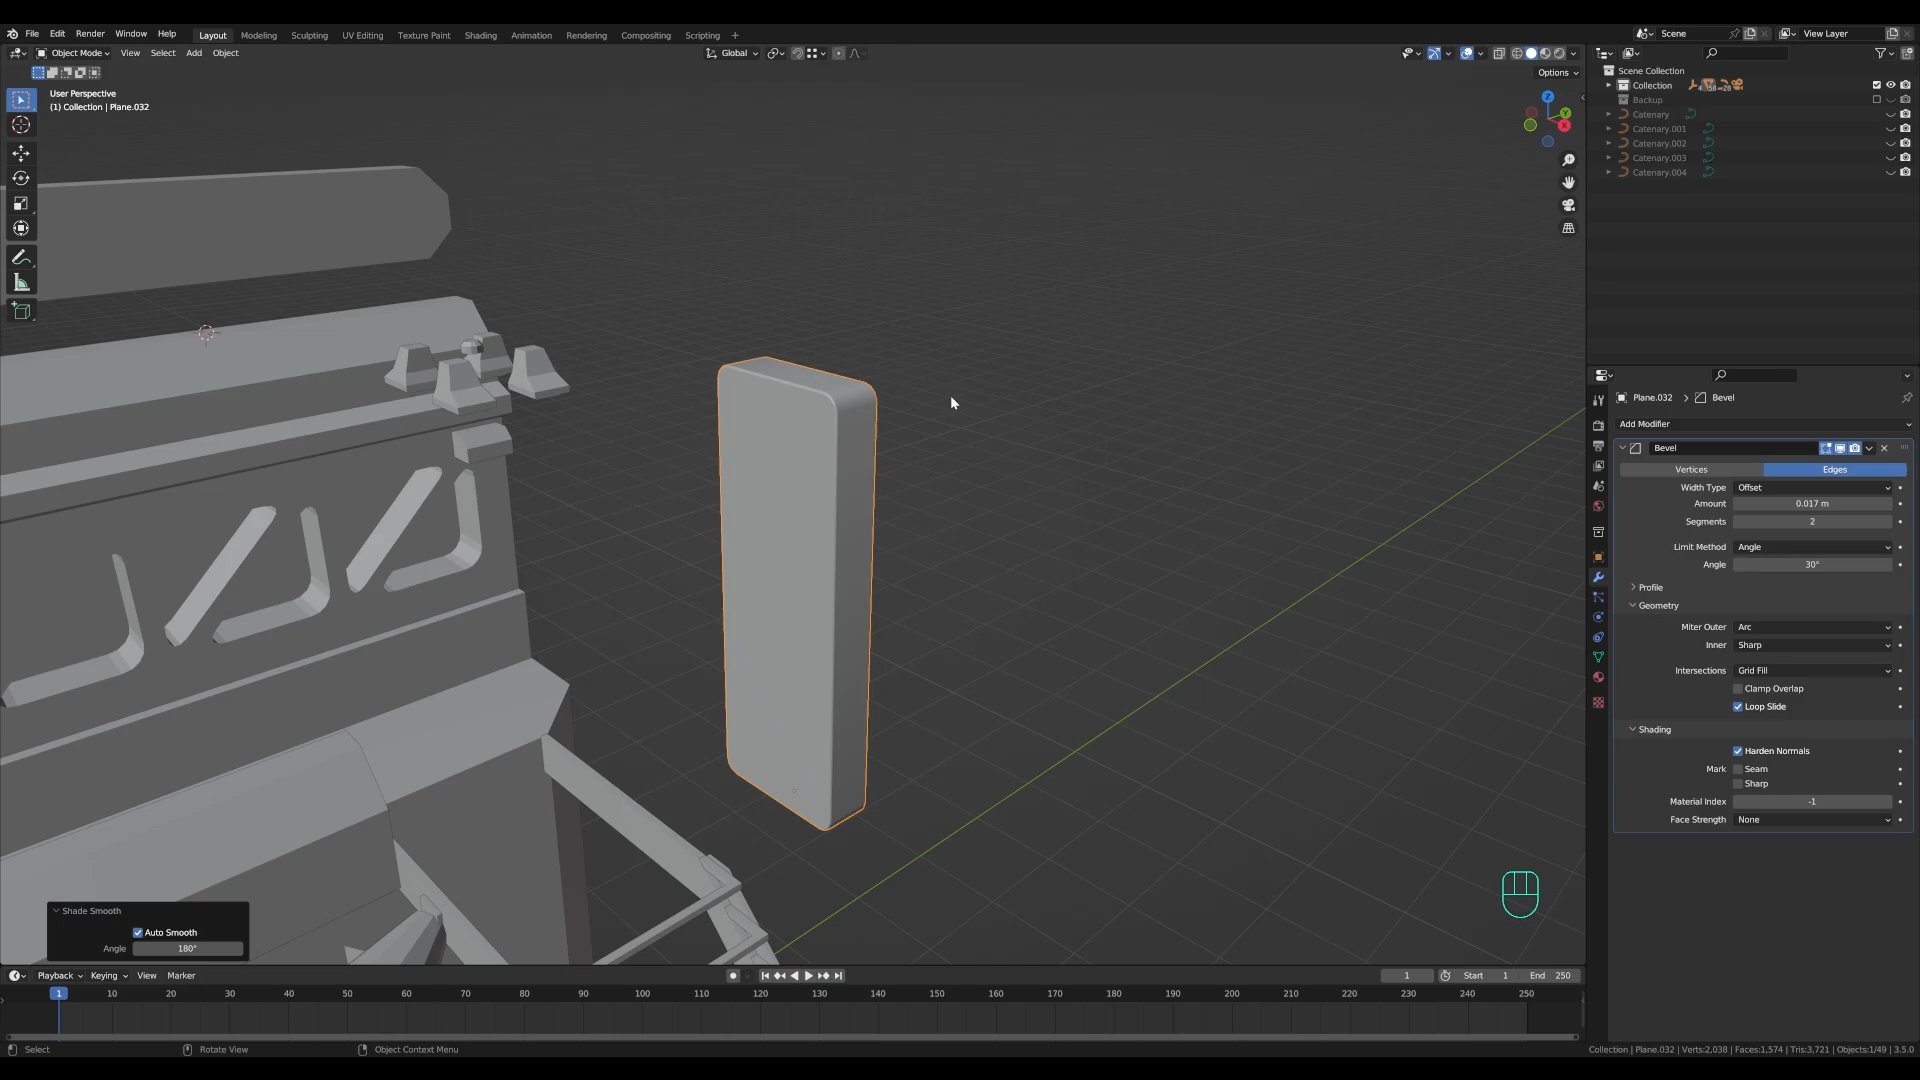 File Edit Render Window Help Layout Modeling Sculpting UV Editing Texture Paint Shading Animation Rendering Compositing Scripting + Scene View Layer
Object Mode View Select Add Object Global
Options
User Perspective
(1) Collection | Plane.032
Scene Collection
Collection
Backup
Catenary
Catenary.001
Catenary.002
Catenary.003
Catenary.004
Z
Y
X
Plane.032 > Bevel
Add Modifier
Bevel
Vertices Edges
Width Type Offset
Amount 0.017 m
Segments 2
Limit Method Angle
Angle 30°
Profile
Geometry
Miter Outer Arc
Inner Sharp
Intersections Grid Fill
Clamp Overlap
Loop Slide
Shading
Harden Normals
Mark Seam
Sharp
Material Index -1
Face Strength None
Shade Smooth
Auto Smooth
Angle 180°
Playback Keying View Marker 1 Start 1 End 250
1 10 20 30 40 50 60 70 80 90 100 110 120 130 140 150 160 170 180 190 200 210 220 230 240 250
Select Rotate View Object Context Menu Collection | Plane.032 | Verts:2,038 | Faces:1,574 | Tris:3,721 | Objects:1/49 | 3.5.0